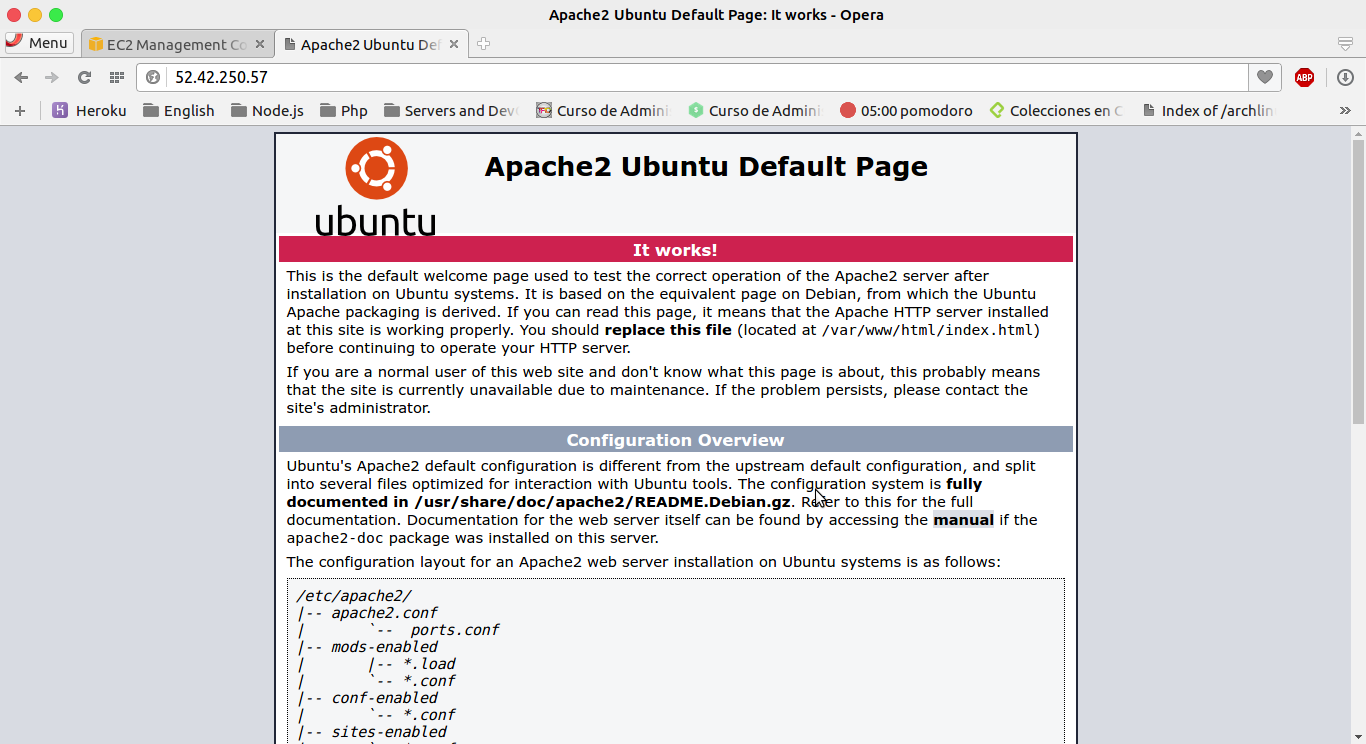 Apache2 Ubuntu Default Page: It works - Opera
Menu
EC2 Management Co
Apache2 Ubuntu Def
52.42.250.57
ABP
Heroku
English
Node.js
Php
Servers and Dev
Curso de Admini
Curso de Admini
05:00 pomodoro
Colecciones en C
Index of /archlin
ubuntu
Apache2 Ubuntu Default Page
It works!
This is the default welcome page used to test the correct operation of the Apache2 server after
installation on Ubuntu systems. It is based on the equivalent page on Debian, from which the Ubuntu
Apache packaging is derived. If you can read this page, it means that the Apache HTTP server installed
at this site is working properly. You should replace this file (located at /var/www/html/index.html)
before continuing to operate your HTTP server.
If you are a normal user of this web site and don't know what this page is about, this probably means
that the site is currently unavailable due to maintenance. If the problem persists, please contact the
site's administrator.
Configuration Overview
Ubuntu's Apache2 default configuration is different from the upstream default configuration, and split
into several files optimized for interaction with Ubuntu tools. The configuration system is fully
documented in /usr/share/doc/apache2/README.Debian.gz. Refer to this for the full
documentation. Documentation for the web server itself can be found by accessing the manual if the
apache2-doc package was installed on this server.
The configuration layout for an Apache2 web server installation on Ubuntu systems is as follows:
/etc/apache2/
|-- apache2.conf
|       `--  ports.conf
|-- mods-enabled
|       |-- *.load
|       `-- *.conf
|-- conf-enabled
|       `-- *.conf
|-- sites-enabled